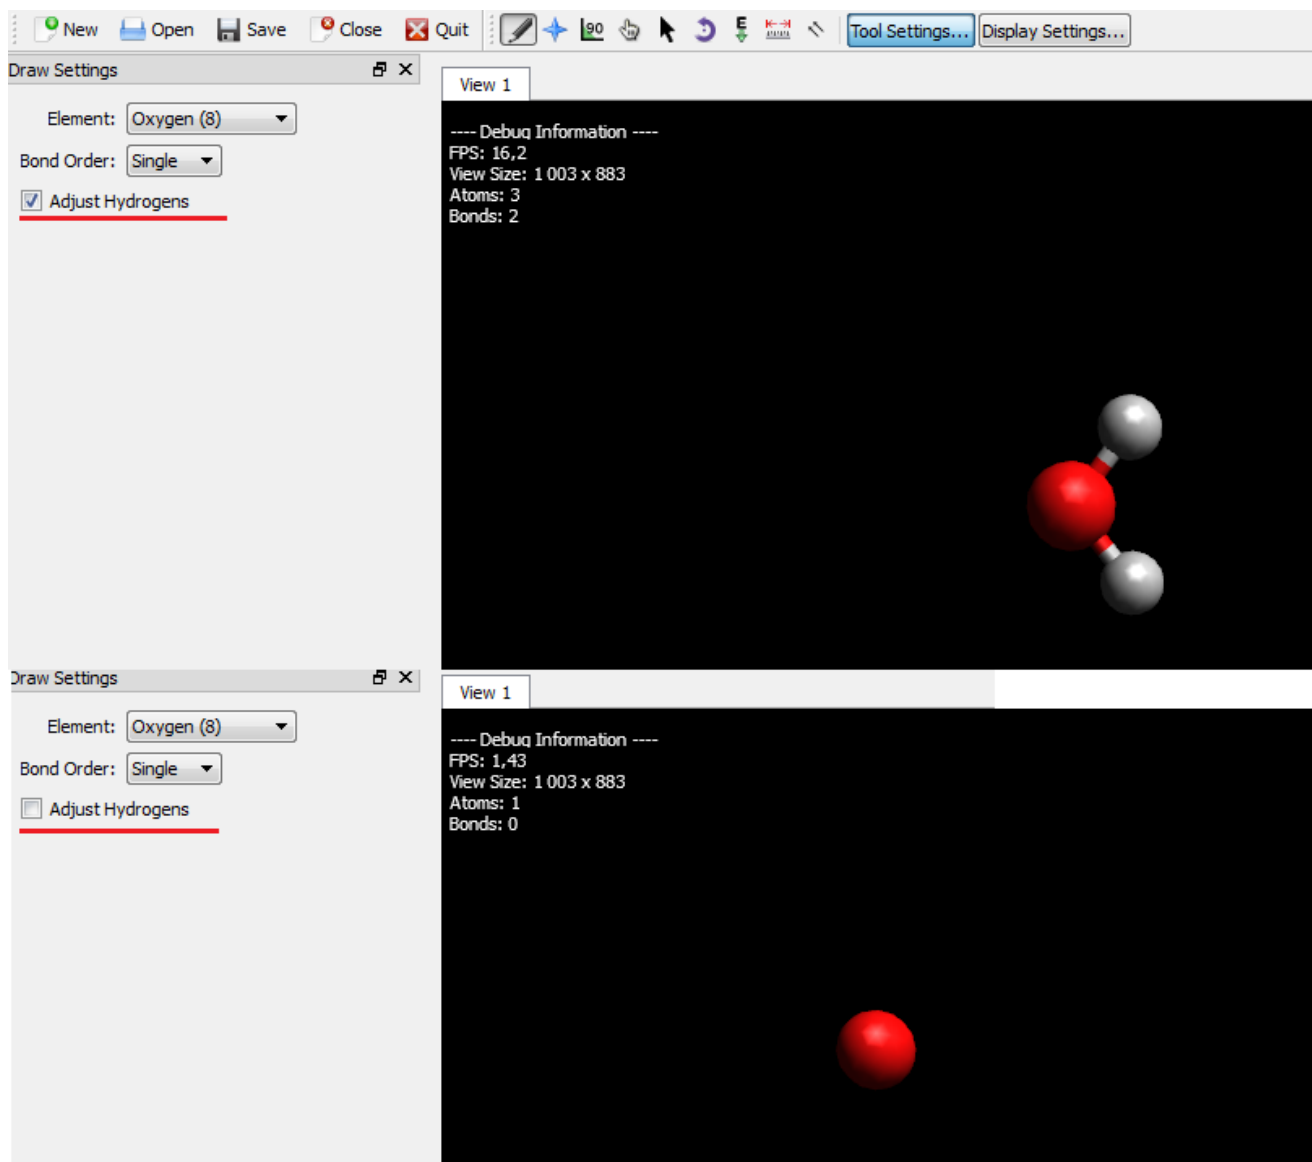 New Open Save Close Quit 90 E Tool Settings... Display Settings...
Draw Settings
View 1
Element: Oxygen (8)
Bond Order: Single
Adjust Hydrogens
---- Debug Information ----
FPS: 16,2
View Size: 1 003 x 883
Atoms: 3
Bonds: 2
Draw Settings
View 1
Element: Oxygen (8)
Bond Order: Single
Adjust Hydrogens
---- Debug Information ----
FPS: 1,43
View Size: 1 003 x 883
Atoms: 1
Bonds: 0